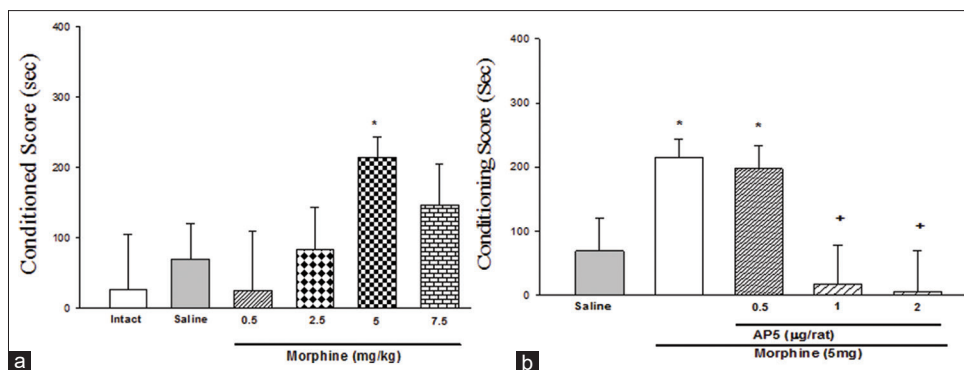 400
300
200
100
0
Conditioned Score (sec)
*
Intact Saline 0.5 2.5 5 7.5
Morphine (mg/kg)
a
400
300
200
100
0
Conditioning Score (Sec)
* * + +
Saline 0.5 1 2
AP5 (µg/rat)
Morphine (5mg)
b